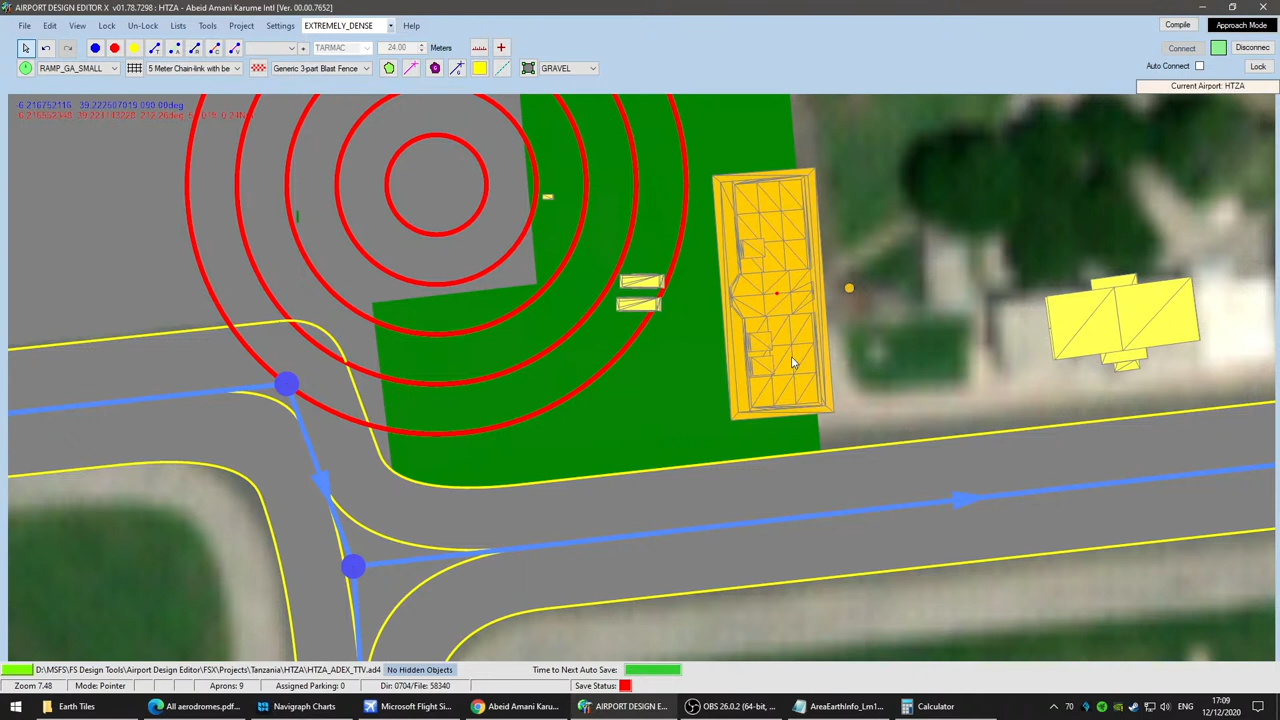 AIRPORT DESIGN EDITOR X v01.78.7298 : HTZA - Abeid Amani Karume Intl [Ver. 00.00.7652]
File Edit View Lock Un-Lock Lists Tools Project Settings EXTREMELY_DENSE Help
Compile Approach Mode
TARMAC 24.00 Meters
Connect Disconnec
RAMP_GA_SMALL 5 Meter Chain-link with be Generic 3-part Blast Fence GRAVEL
Auto Connect Lock
Current Airport: HTZA
D:\MSFS\FS Design Tools\Airport Design Editor\FSX\Projects\Tanzania\HTZA\HTZA_ADEX_TTV.ad4 No Hidden Objects Time to Next Auto Save:
Zoom 7.48 Mode: Pointer Aprons: 9 Assigned Parking: 0 Dir: 0704/File: 58340 Save Status:
Earth Tiles All aerodromes.pdf... Navigraph Charts Microsoft Flight Si... Abeid Amani Karu... AIRPORT DESIGN E... OBS 26.0.2 (64-bit, ... AreaEarthInfo_Lm1... Calculator 70 17:09
12/12/2020